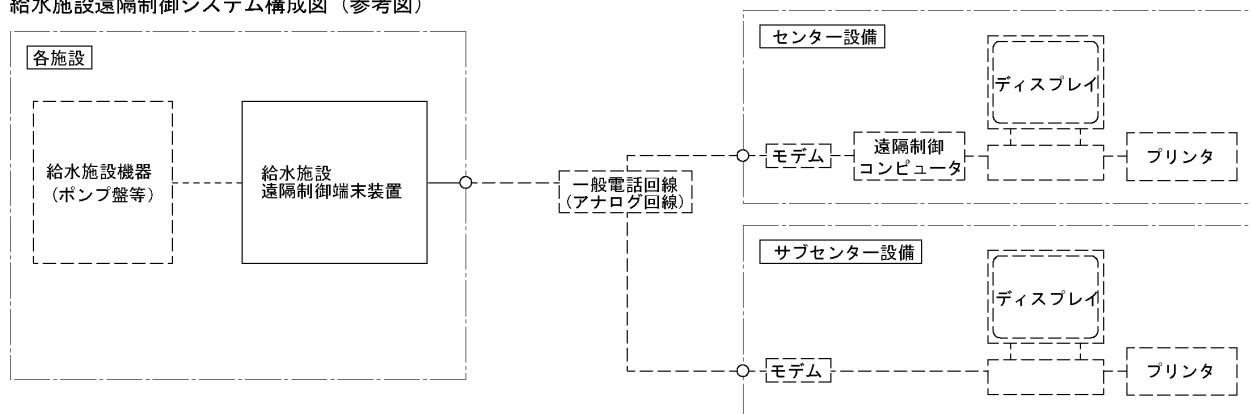 給水施設遠隔制御システム構成図（参考図）
各施設
給水施設機器
（ポンプ盤等）
給水施設
遠隔制御端末装置
一般電話回線
（アナログ回線）
センター設備
ディスプレイ
モデム
遠隔制御
コンピュータ
プリンタ
サブセンター設備
ディスプレイ
モデム
プリンタ